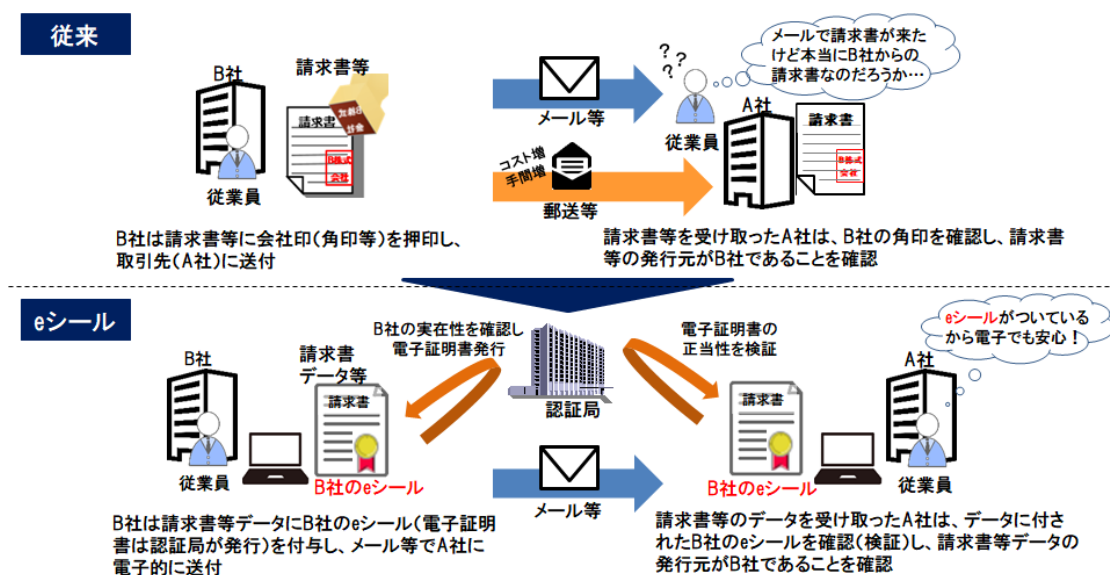 従来
B社
請求書等
請求書
B株式
会社
従業員
メール等
コスト増
手間増
郵送等
???
従業員
メールで請求書が来た
けど本当にB社からの
請求書なのだろうか…
A社
請求書
B株式
会社
B社は請求書等に会社印(角印等)を押印し、
取引先(A社)に送付
請求書等を受け取ったA社は、B社の角印を確認し、請求書
等の発行元がB社であることを確認
eシール
B社の実在性を確認し
電子証明書発行
電子証明書の
正当性を検証
eシールがついている
から電子でも安心!
B社
請求書
データ等
請求書
従業員
B社のeシール
認証局
メール等
請求書
B社のeシール
A社
従業員
B社は請求書等データにB社のeシール(電子証明
書は認証局が発行)を付与し、メール等でA社に
電子的に送付
請求書等のデータを受け取ったA社は、データに付さ
れたB社のeシールを確認(検証)し、請求書等データの
発行元がB社であることを確認